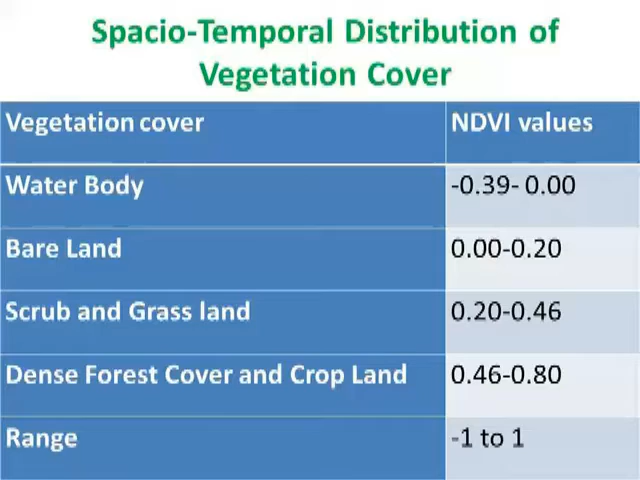 Spacio-Temporal Distribution of
Vegetation Cover
Vegetation cover NDVI values
Water Body -0.39- 0.00
Bare Land 0.00-0.20
Scrub and Grass land 0.20-0.46
Dense Forest Cover and Crop Land 0.46-0.80
Range -1 to 1